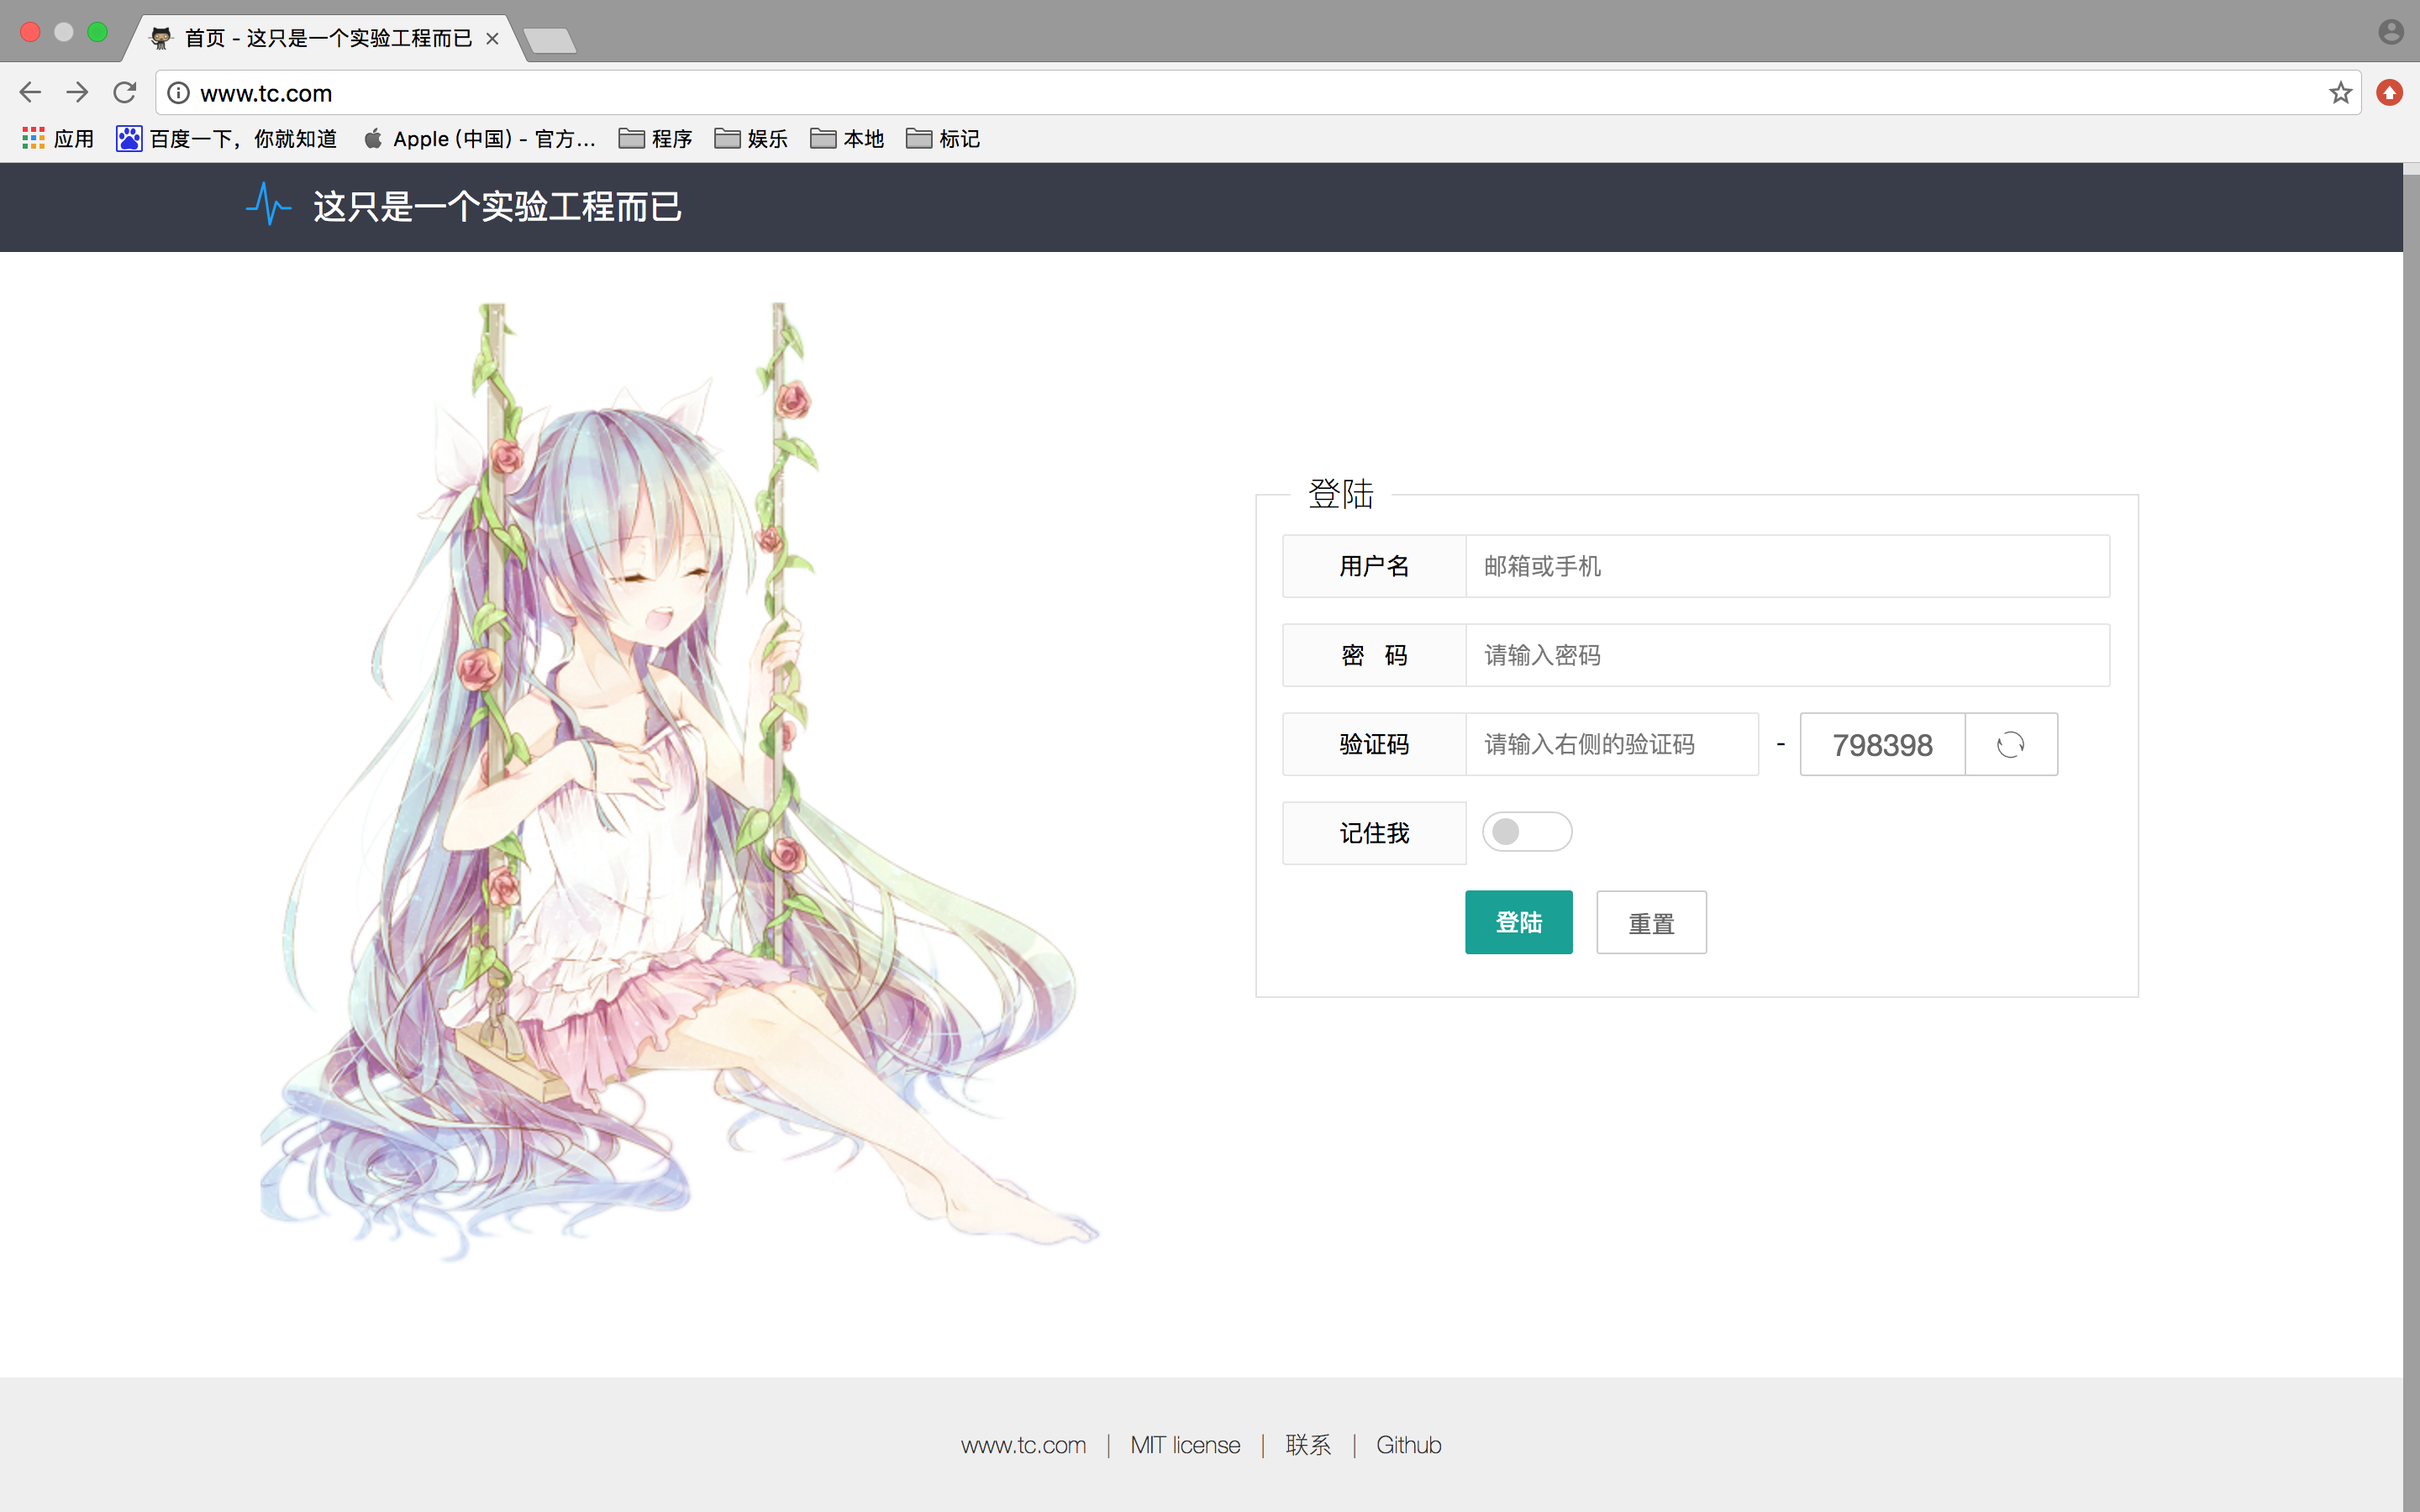 首页 - 这只是一个实验工程而已
www.tc.com
应用 百度一下，你就知道 Apple (中国) - 官方... 程序 娱乐 本地 标记
这只是一个实验工程而已
登陆
用户名 邮箱或手机
密 码 请输入密码
验证码 请输入右侧的验证码 - 798398
记住我
登陆 重置
www.tc.com | MIT license | 联系 | Github